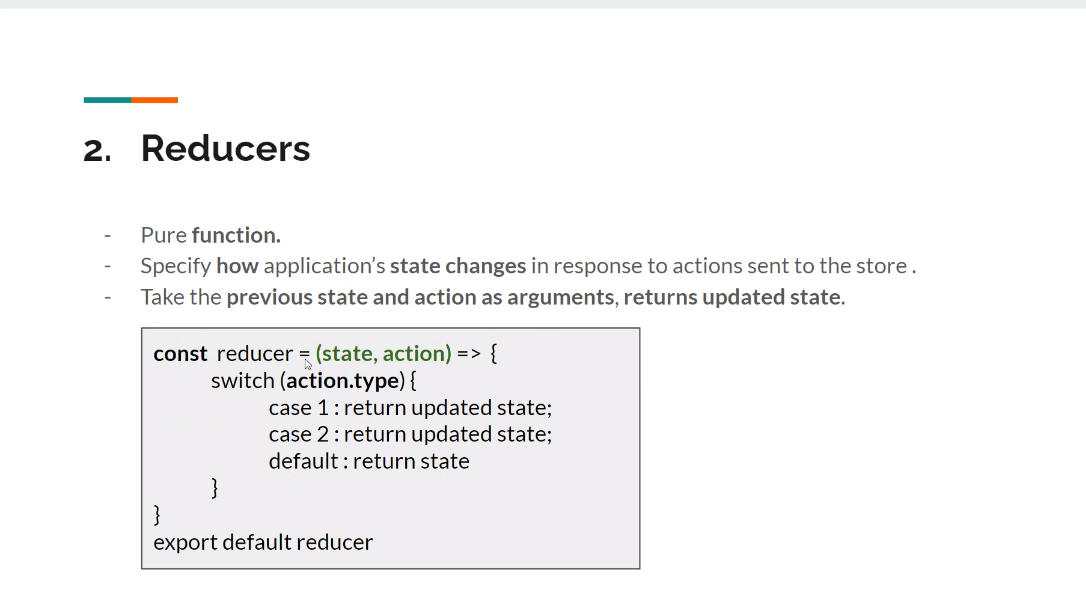 2. Reducers
- Pure function.
- Specify how application's state changes in response to actions sent to the store .
- Take the previous state and action as arguments, returns updated state.
const reducer = (state, action) => {
switch (action.type) {
case 1 : return updated state;
case 2 : return updated state;
default : return state
}
}
export default reducer